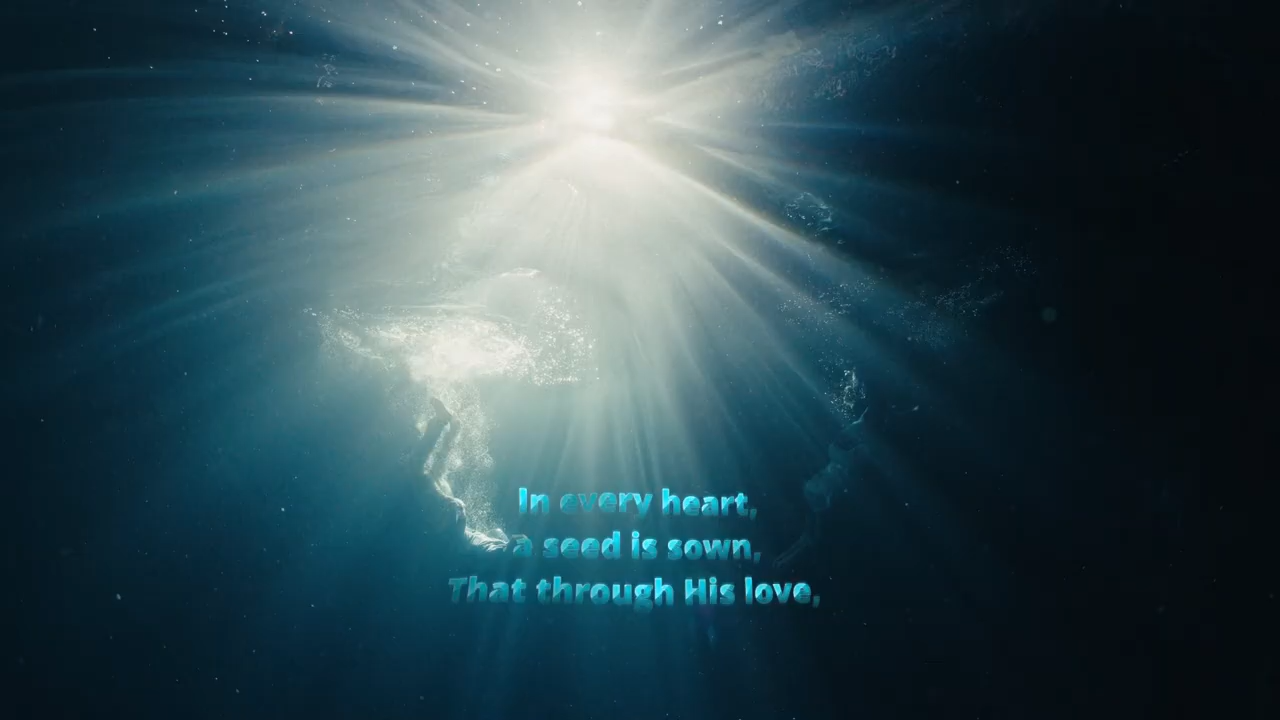 In every heart,
a seed is sown,
That through His love,